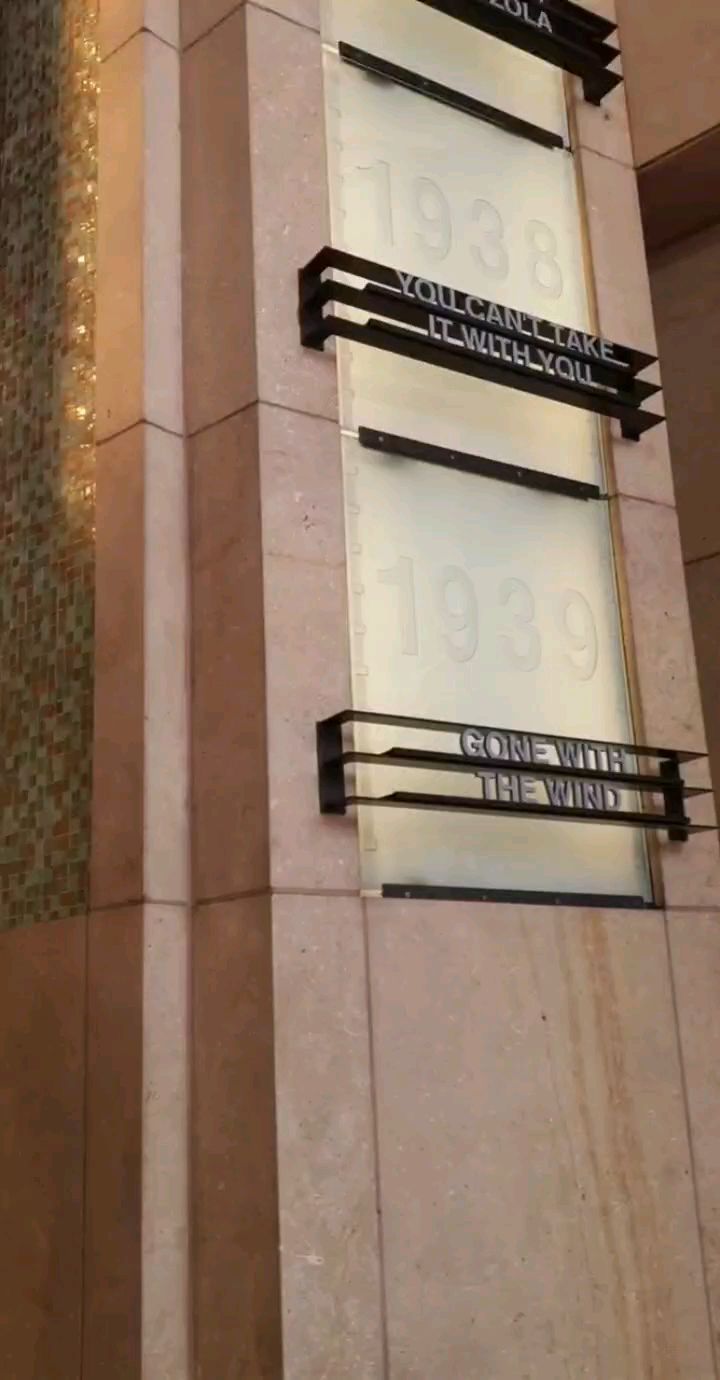 ZOLA
1938
YOU CAN'T TAKE
IT WITH YOU
1939
GONE WITH
THE WIND